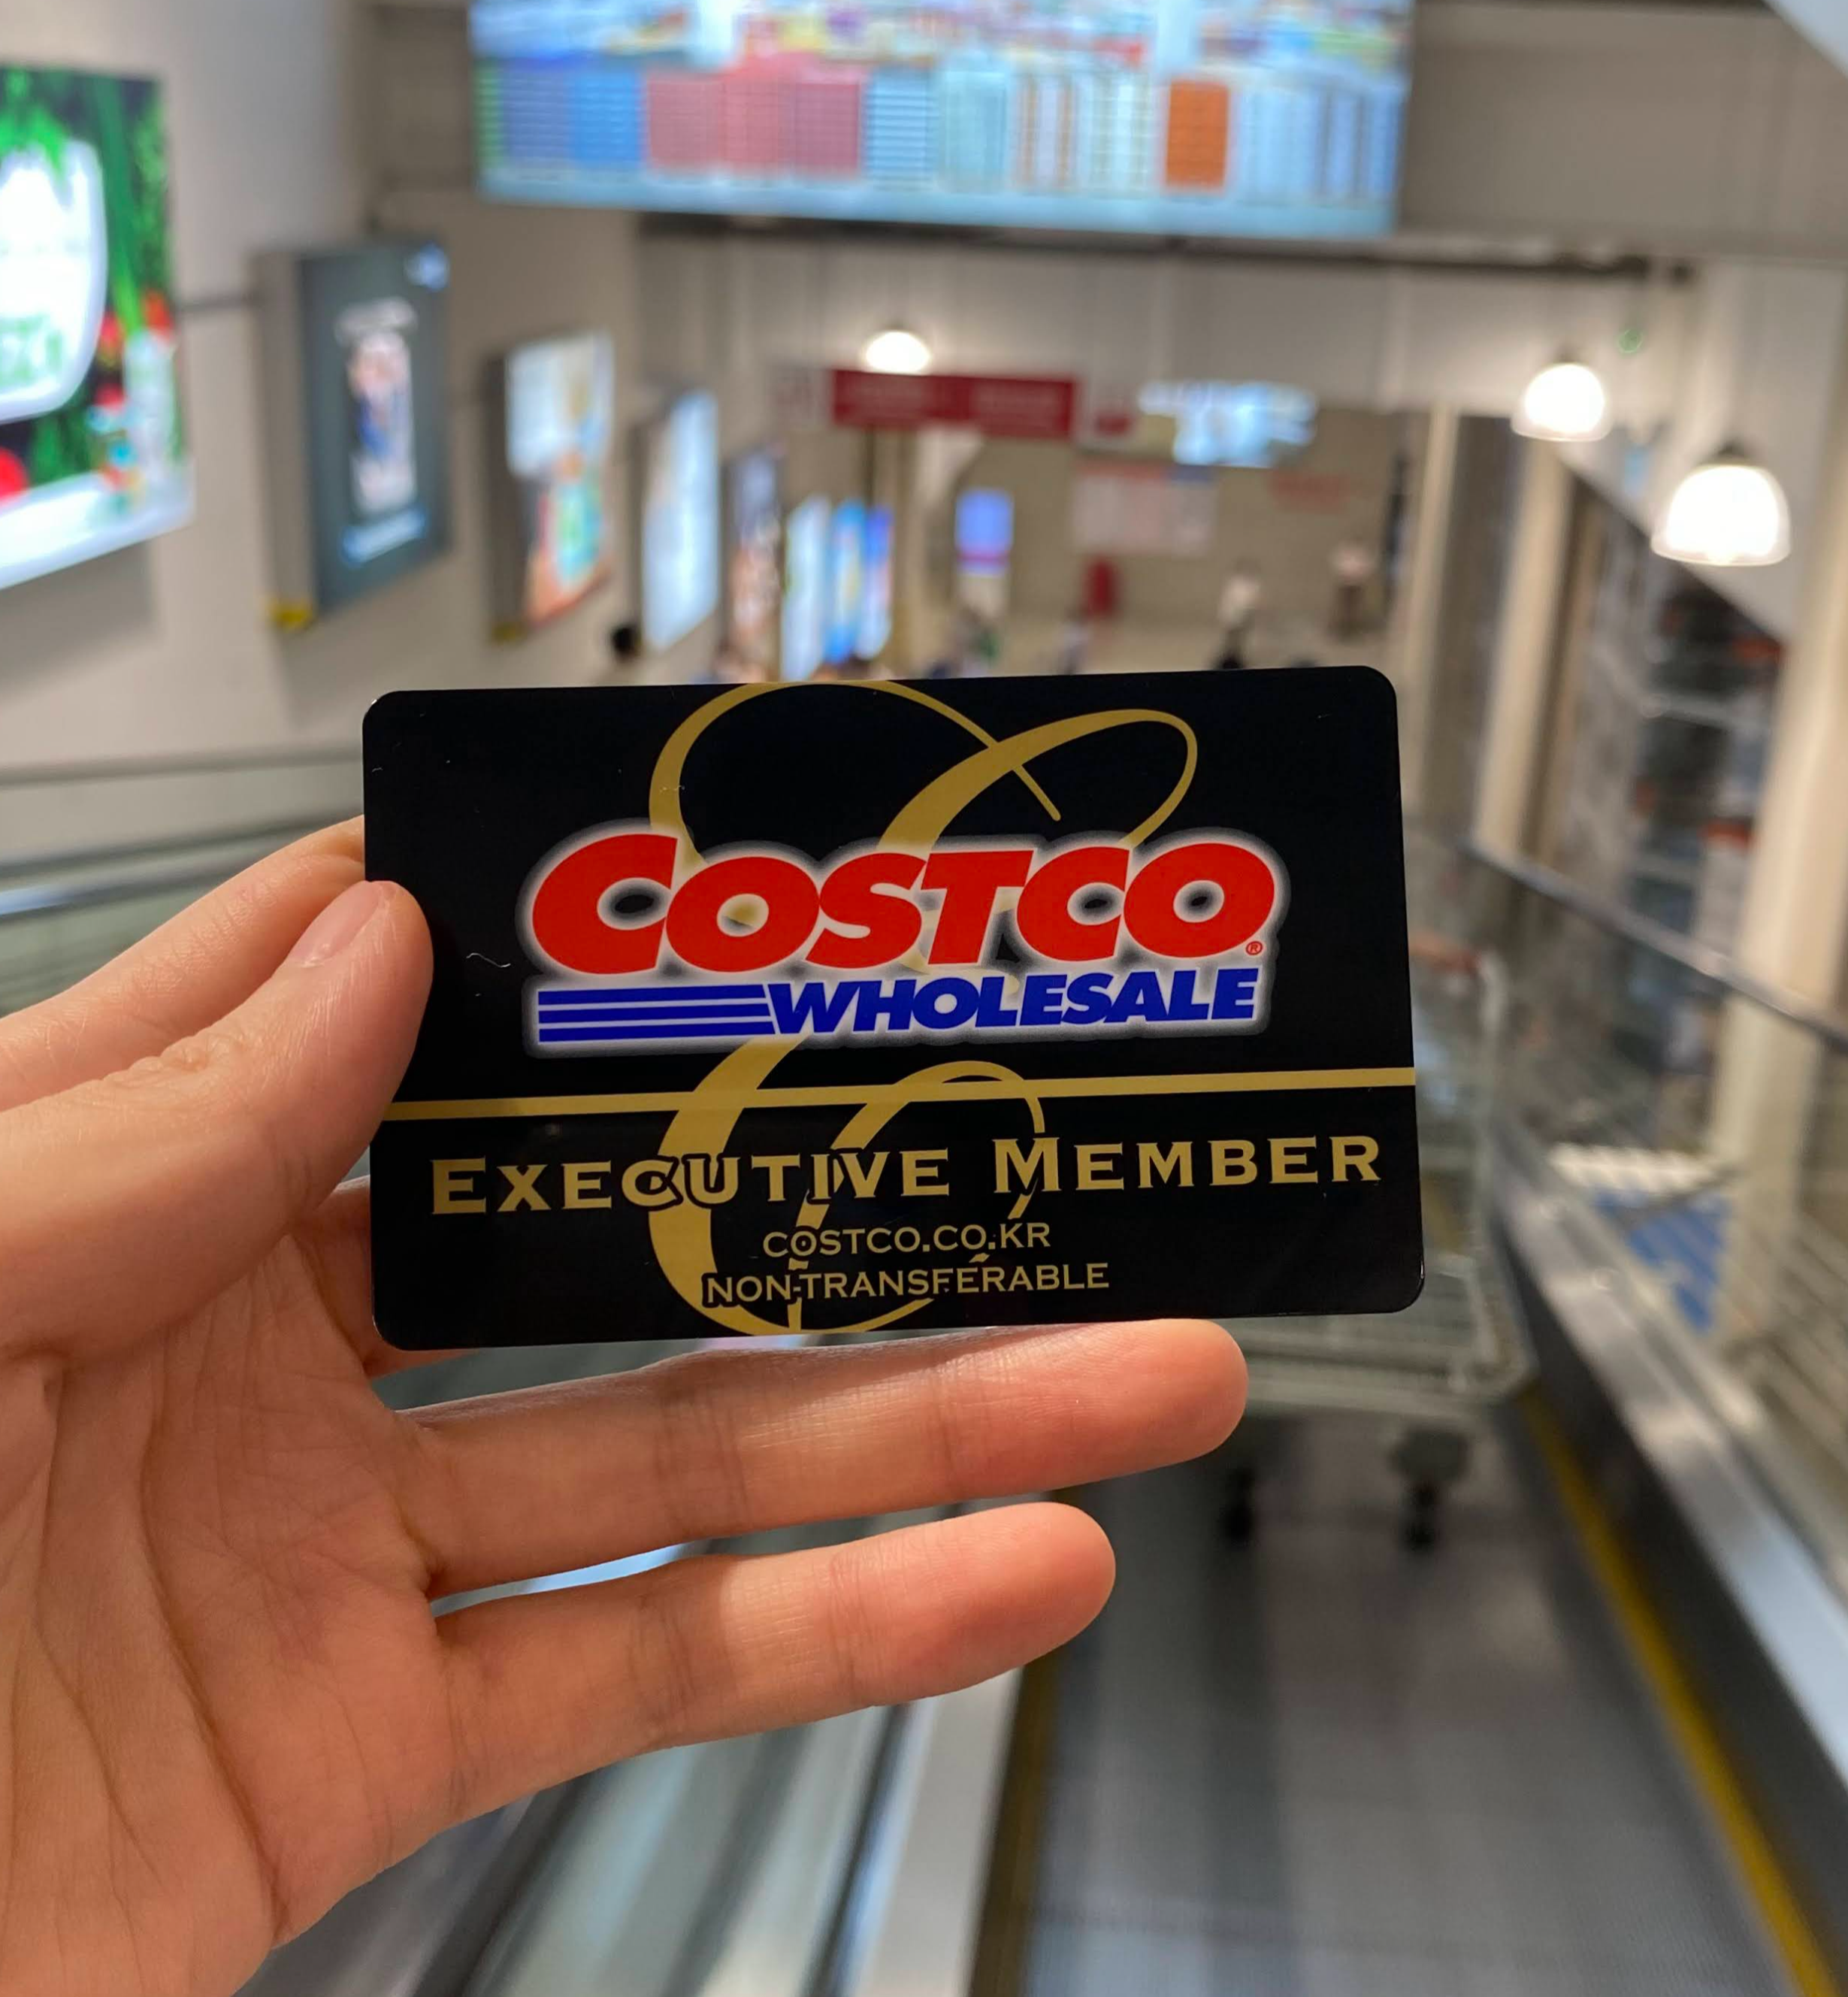 COSTCO®
WHOLESALE
EXECUTIVE MEMBER
COSTCO.CO.KR
NON-TRANSFERABLE